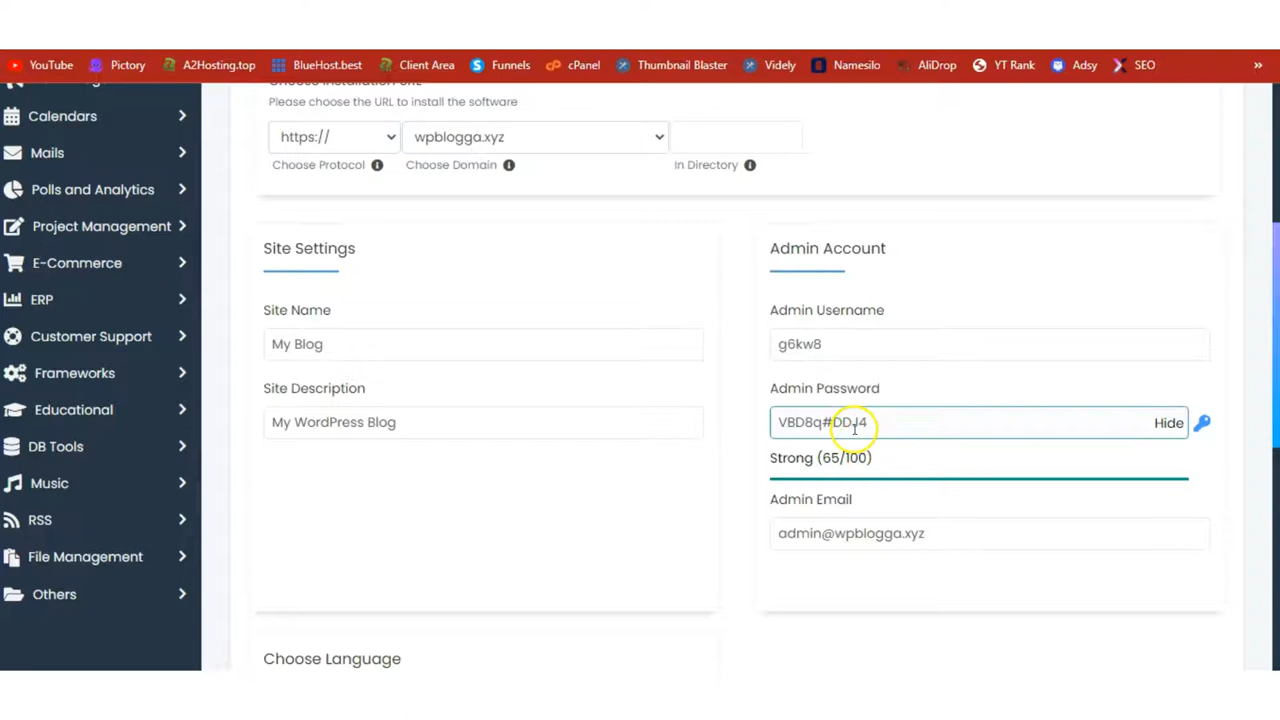 YouTube Pictory A2Hosting.top BlueHost.best Client Area Funnels cPanel Thumbnail Blaster Videly Namesilo AliDrop YT Rank Adsy SEO »
Please choose the URL to install the software
https:// wpblogga.xyz
Choose Protocol Choose Domain In Directory
Calendars
Mails
Polls and Analytics
Project Management
E-Commerce
ERP
Customer Support
Frameworks
Educational
DB Tools
Music
RSS
File Management
Others
Site Settings
Site Name
My Blog
Site Description
My WordPress Blog
Admin Account
Admin Username
g6kw8
Admin Password
VBD8q#DDJ4 Hide
Strong (65/100)
Admin Email
admin@wpblogga.xyz
Choose Language